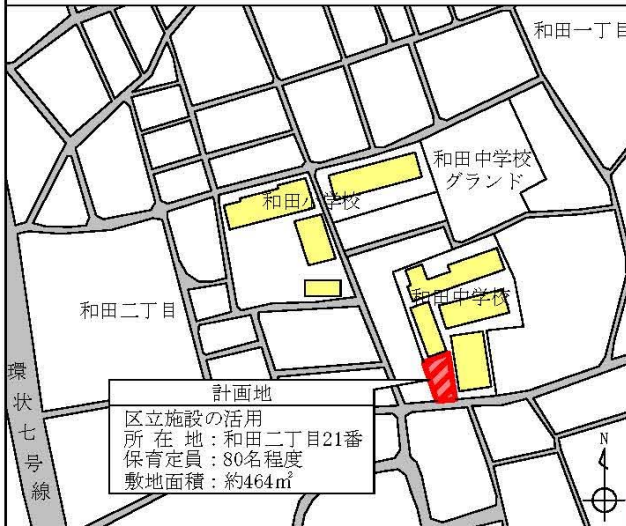 和田一丁目
和田中学校
グランド
和田小学校
和田二丁目
和田中学校
環状七号線
計画地
区立施設の活用
所在地：和田二丁目21番
保育定員：80名程度
敷地面積：約464㎡
N